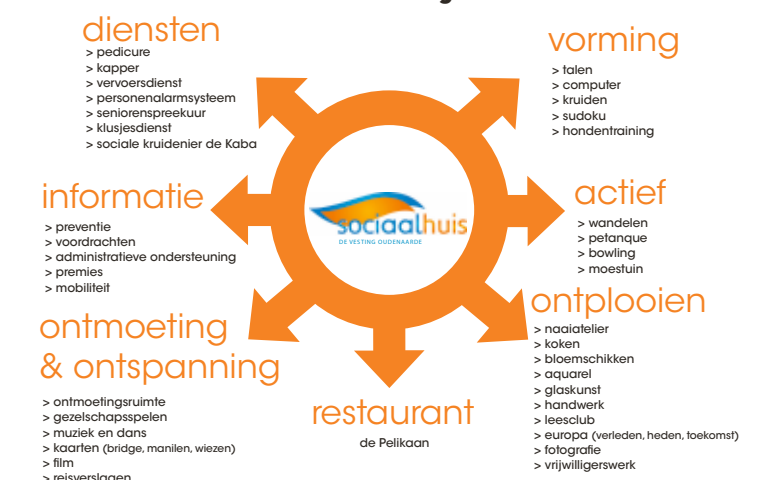 diensten
> pedicure
> kapper
> vervoersdienst
> personenalarmsysteem
> seniorenspreekuur
> klusjesdienst
> sociale kruidenier de Kaba
vorming
> talen
> computer
> kruiden
> sudoku
> hondentraining
informatie
> preventie
> voordrachten
> administratieve ondersteuning
> premies
> mobiliteit
sociaalhuis
DE VESTING OUDENAARDE
actief
> wandelen
> petanque
> bowling
> moestuin
ontmoeting
& ontspanning
> ontmoetingsruimte
> gezelschapsspelen
> muziek en dans
> kaarten (bridge, manilen, wiezen)
> film
> reisverslagen
restaurant
de Pelikaan
ontplooien
> naaiatelier
> koken
> bloemschikken
> aquarel
> glaskunst
> handwerk
> leesclub
> europa (verleden, heden, toekomst)
> fotografie
> vrijwilligerswerk